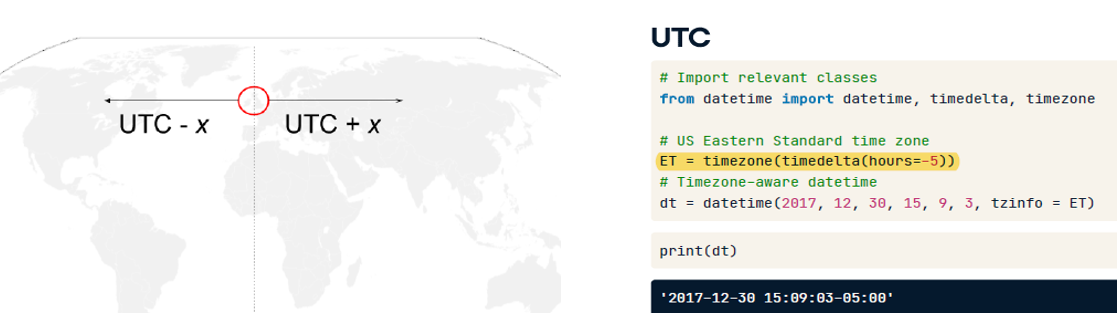 UTC - x
UTC + x
UTC
# Import relevant classes
from datetime import datetime, timedelta, timezone
# US Eastern Standard time zone
ET = timezone(timedelta(hours=-5))
# Timezone-aware datetime
dt = datetime(2017, 12, 30, 15, 9, 3, tzinfo = ET)
print(dt)
'2017-12-30 15:09:03-05:00'